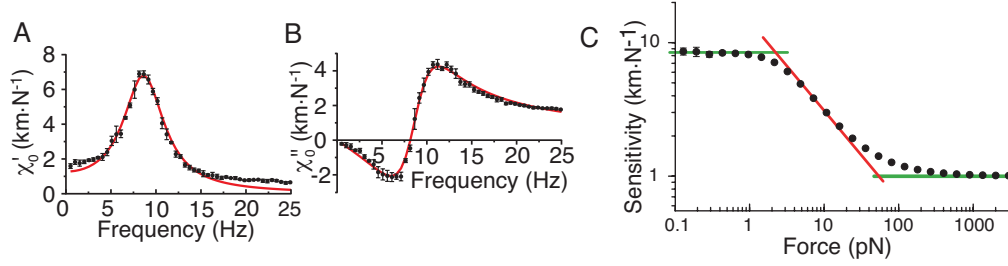 A
χ₀′ (km·N⁻¹)
8
6
4
2
0
0 5 10 15 20 25
Frequency (Hz)
B
χ₀″ (km·N⁻¹)
4
2
0
-2
5 10 15 20 25
Frequency (Hz)
C
Sensitivity (km·N⁻¹)
10
1
0.1 1 10 100 1000
Force (pN)